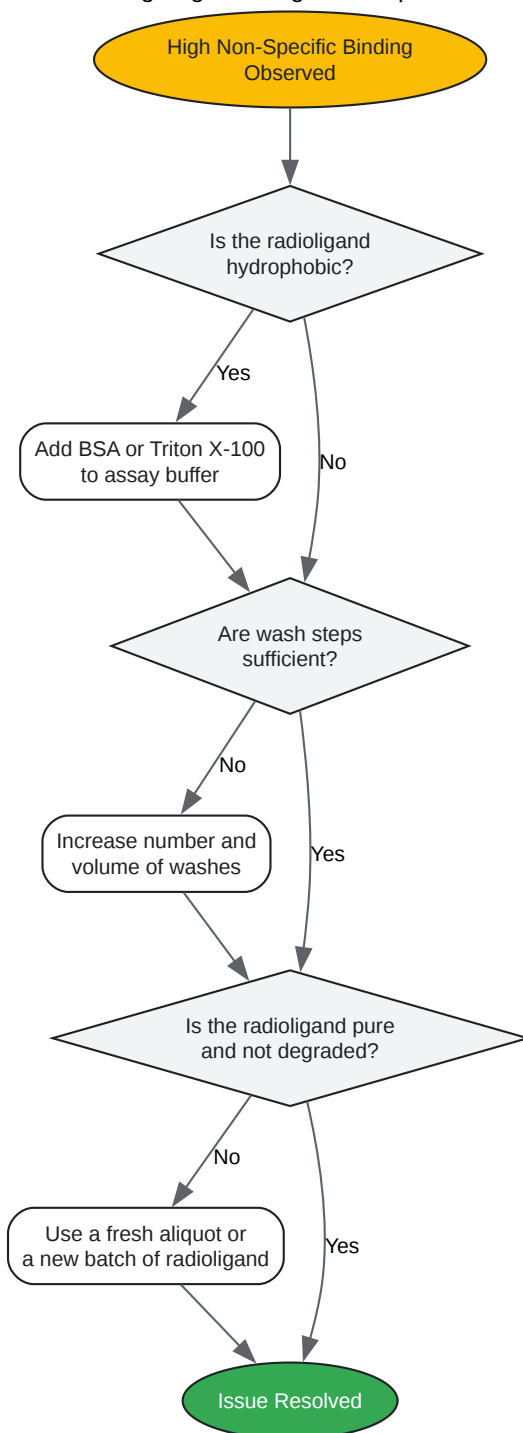 High Non-Specific Binding
Observed
Is the radioligand
hydrophobic?
Yes
Add BSA or Triton X-100
to assay buffer
No
Are wash steps
sufficient?
No
Increase number and
volume of washes
Yes
Is the radioligand pure
and not degraded?
No
Use a fresh aliquot or
a new batch of radioligand
Yes
Issue Resolved